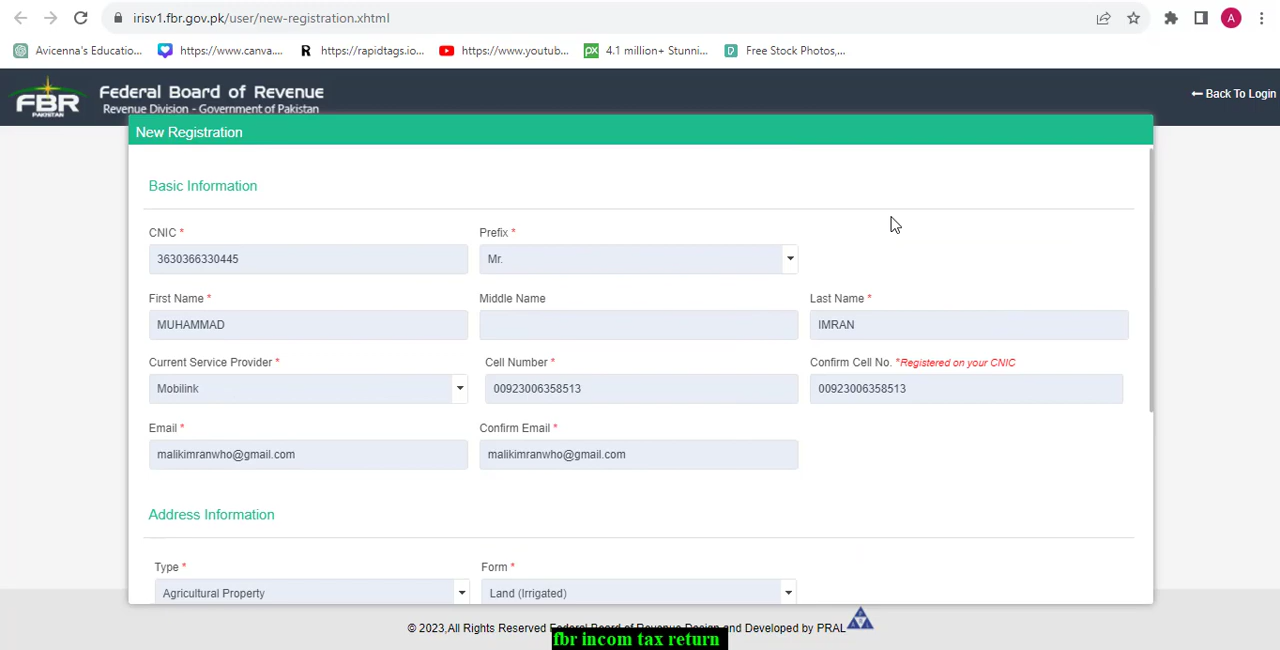 irisv1.fbr.gov.pk/user/new-registration.xhtml
A
Avicenna's Educatio...
https://www.canva....
R https://rapidtags.io...
https://www.youtub...
px 4.1 million+ Stunni...
Free Stock Photos,...
FBR
PAKISTAN
Federal Board of Revenue
Revenue Division - Government of Pakistan
Back To Login
New Registration
Basic Information
CNIC *
Prefix *
3630366330445
Mr.
First Name *
Middle Name
Last Name *
MUHAMMAD
IMRAN
Current Service Provider *
Cell Number *
Confirm Cell No. *Registered on your CNIC
Mobilink
00923006358513
00923006358513
Email *
Confirm Email *
malikimranwho@gmail.com
malikimranwho@gmail.com
Address Information
Type *
Form *
Agricultural Property
Land (Irrigated)
© 2023,All Rights Reserved Federal Board of Revenue Design and Developed by PRAL
fbr incom tax return